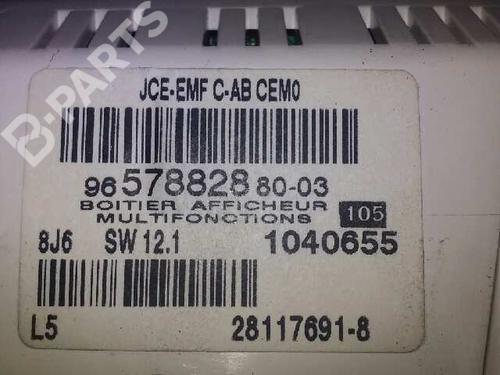 JCE-EMF C-AB CEM0
96 578828 80-03
BOITIER AFFICHEUR
MULTIFONCTIONS 105
8J6 SW 12.1 1040655
L5 28117691-8
B-PARTS